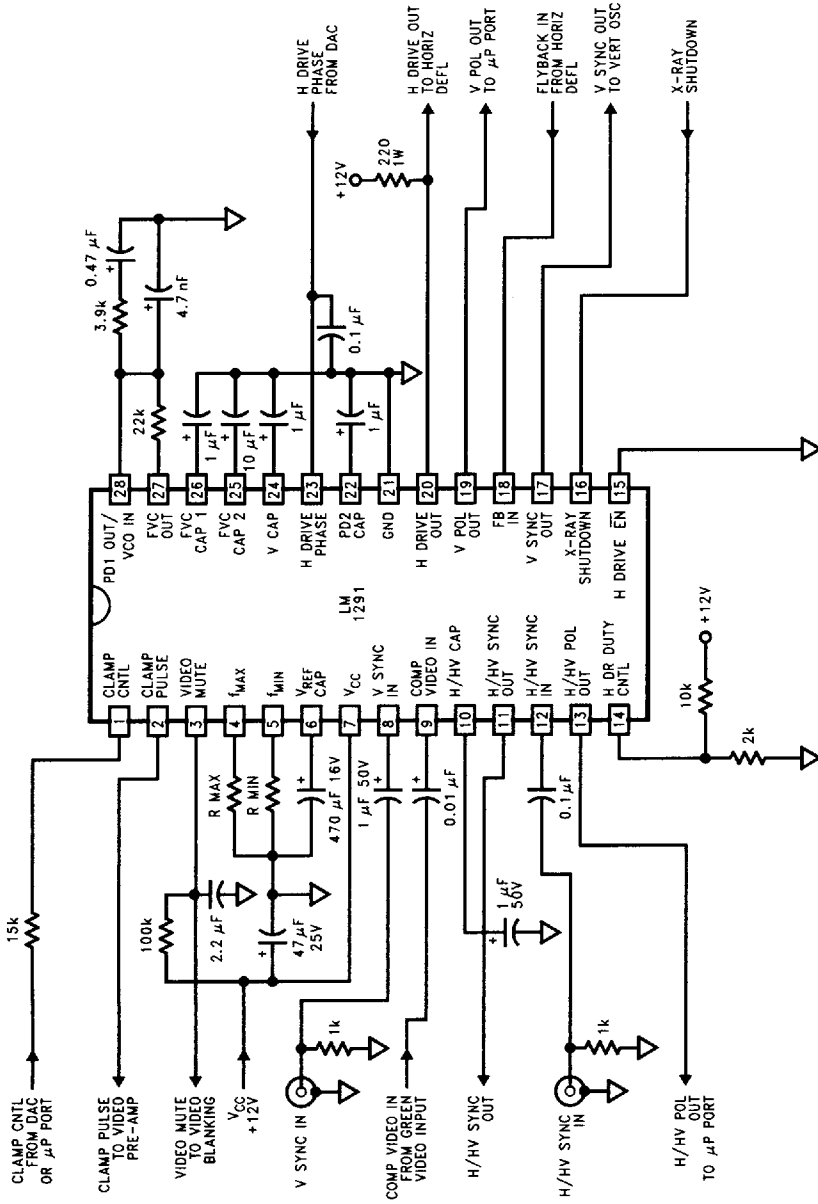 CLAMP CNTL
FROM DAC
OR µP PORT
15k
CLAMP PULSE
TO VIDEO
PRE-AMP
VIDEO MUTE
TO VIDEO
BLANKING
100k
2.2 µF
VCC
+12V
47 µF
25V
R MAX
R MIN
+
470 µF 16V
V SYNC IN
1k
1 µF 50V
+
COMP VIDEO IN
FROM GREEN
VIDEO INPUT
+
0.01 µF
H/HV SYNC
OUT
+
1 µF
50V
H/HV SYNC
IN
1k
0.1µF
H/HV POL
OUT
TO µP PORT
10k
+12V
2k
1
CLAMP
CNTL
2
CLAMP
PULSE
3
VIDEO
MUTE
4
fMAX
5
fMIN
6
VREF
CAP
7
VCC
8
V SYNC
IN
9
COMP
VIDEO IN
10
H/HV CAP
11
H/HV SYNC
OUT
12
H/HV SYNC
IN
13
H/HV POL
OUT
14
H DR DUTY
CNTL
LM
1291
28
PD1 OUT/
VCO IN
27
FVC
OUT
26
FVC
CAP 1
25
FVC
CAP 2
24
V CAP
23
H DRIVE
PHASE
22
PD2
CAP
21
GND
20
H DRIVE
OUT
19
V POL
OUT
18
FB
IN
17
V SYNC
OUT
16
X-RAY
SHUTDOWN
15
H DRIVE E̅N̅
3.9k
+
0.47 µF
22k
+
4.7 nF
+
1 µF
+
10 µF
+
1 µF
0.1 µF
+
1 µF
H DRIVE
PHASE
FROM DAC
+12V
220
1W
H DRIVE OUT
TO HORIZ
DEFL
V POL OUT
TO µP PORT
FLYBACK IN
FROM HORIZ
DEFL
V SYNC OUT
TO VERT OSC
X-RAY
SHUTDOWN